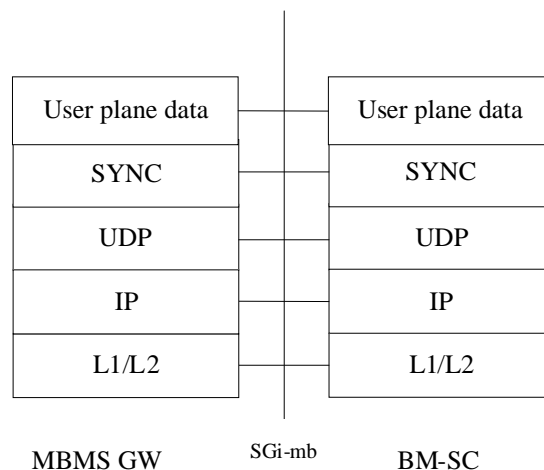 User plane data
User plane data
SYNC
SYNC
UDP
UDP
IP
IP
L1/L2
L1/L2
MBMS GW
SGi-mb
BM-SC